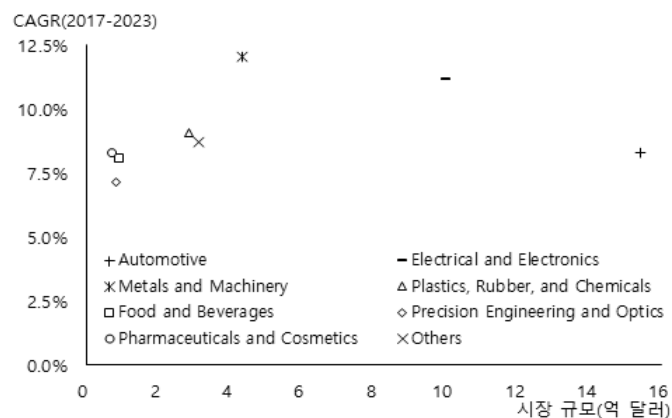 CAGR(2017-2023)
12.5%
10.0%
7.5%
5.0%
2.5%
0.0%
Automotive
Electrical and Electronics
Metals and Machinery
Plastics, Rubber, and Chemicals
Food and Beverages
Precision Engineering and Optics
Pharmaceuticals and Cosmetics
Others
0 2 4 6 8 10 12 14 16
시장 규모(억 달러)